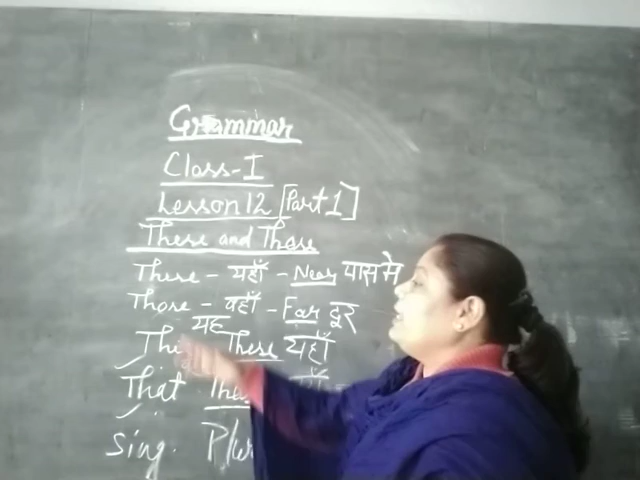 Grammar
Class-I
Lesson 12 [Part 1]
These and Those
These - यहाँ - Near पास में
Those - वहाँ - Far दूर
यह
These यहाँ
That
Sing.